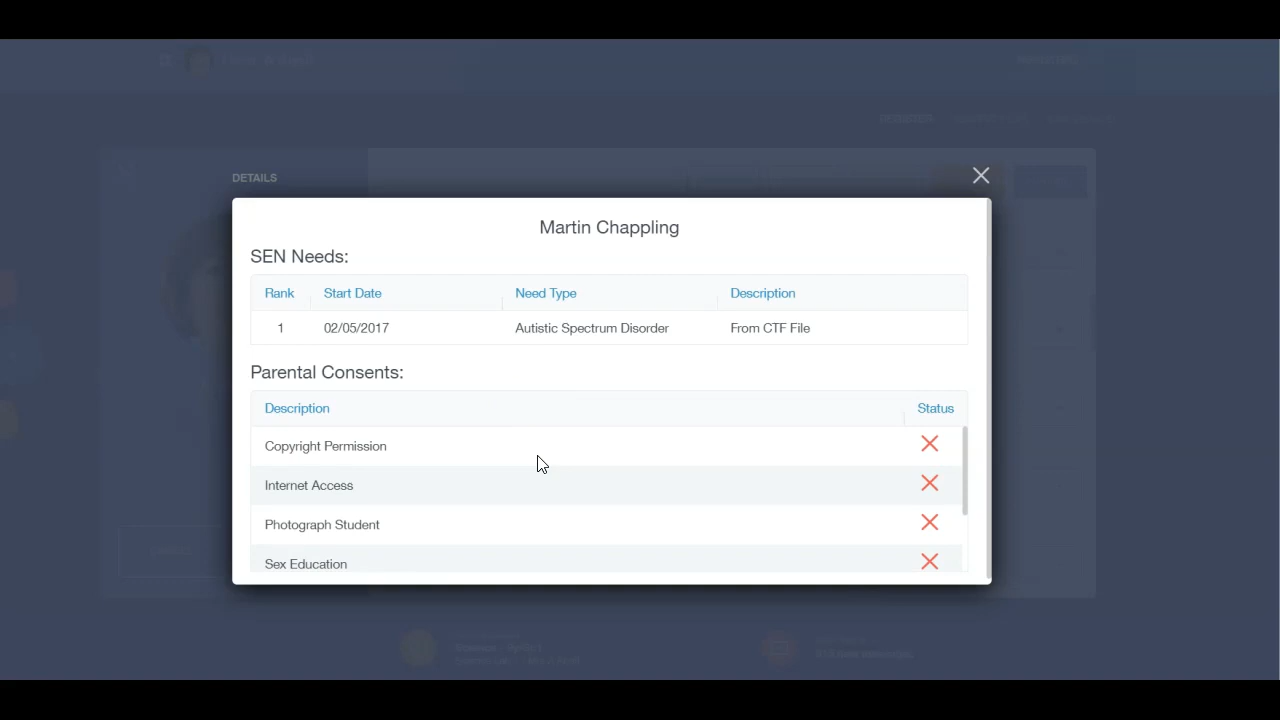 DETAILS
Martin Chappling
SEN Needs:
Rank Start Date Need Type Description
1 02/05/2017 Autistic Spectrum Disorder From CTF File
Parental Consents:
Description Status
Copyright Permission
Internet Access
Photograph Student
Sex Education